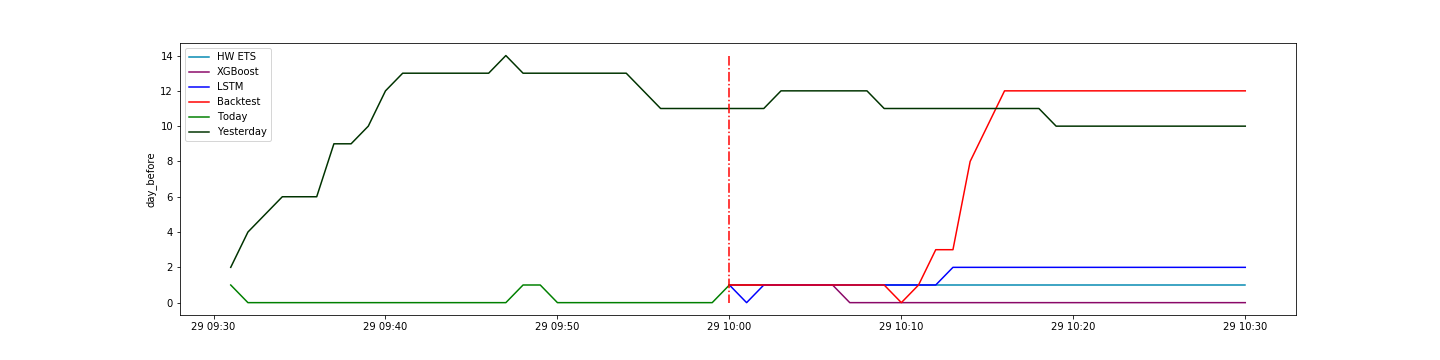 HW ETS
XGBoost
LSTM
Backtest
Today
Yesterday
day_before
14
12
10
8
6
4
2
0
29 09:30
29 09:40
29 09:50
29 10:00
29 10:10
29 10:20
29 10:30